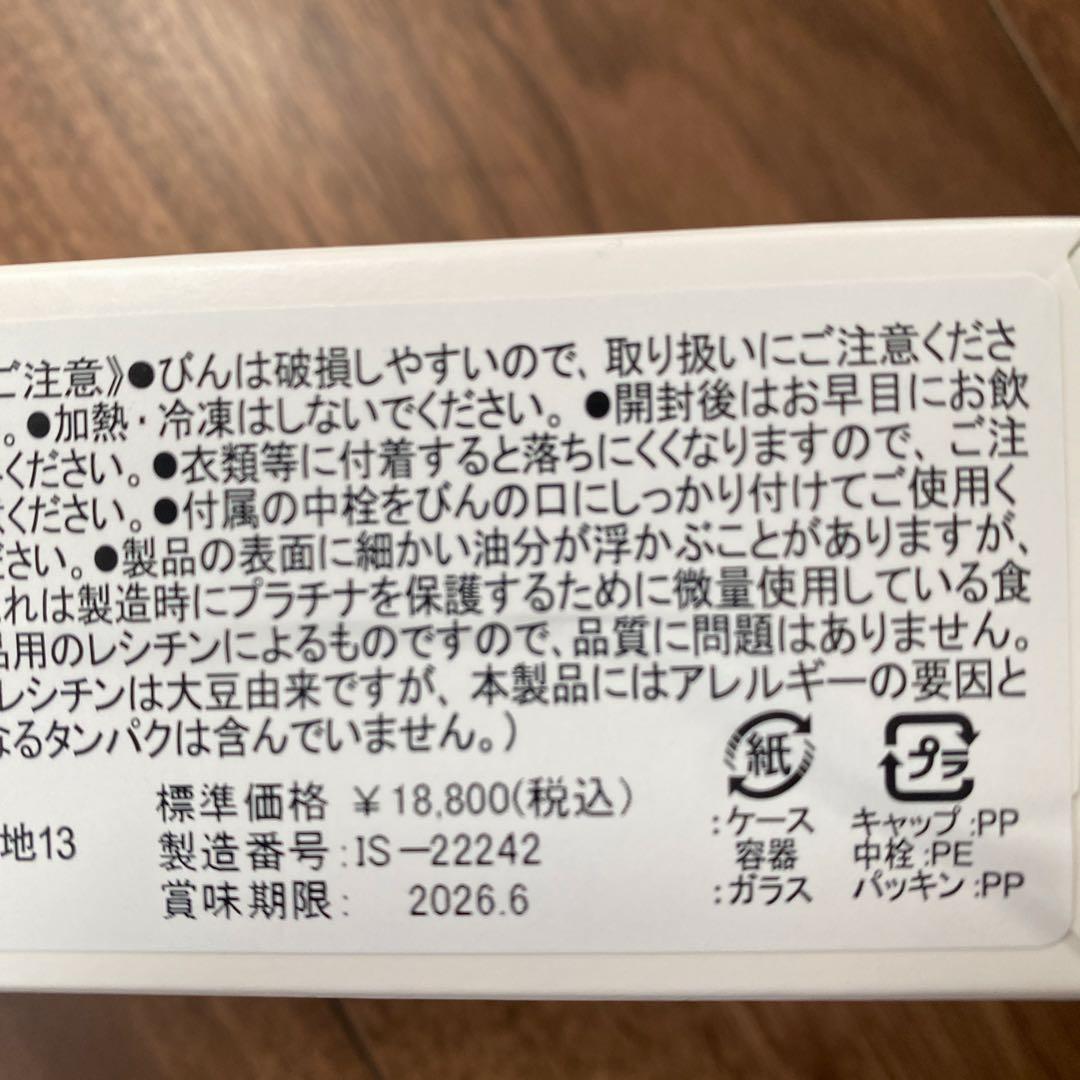 ご注意》●びんは破損しやすいので、取り扱いにご注意くださ
。●加熱・冷凍はしないでください。●開封後はお早目にお飲
ください。●衣類等に付着すると落ちにくくなりますので、ご注
ください。●付属の中栓をびんの口にしっかり付けてご使用く
ださい。●製品の表面に細かい油分が浮かぶことがありますが、
れは製造時にプラチナを保護するために微量使用している食
品用のレシチンによるものですので、品質に問題はありません。
レシチンは大豆由来ですが、本製品にはアレルギーの要因と
なるタンパクは含んでいません。)
地13
標準価格 ¥18,800(税込)
製造番号:IS-22242
賞味期限: 2026.6
紙
:ケース
容器
:ガラス
プラ
キャップ:PP
中栓:PE
パッキン:PP